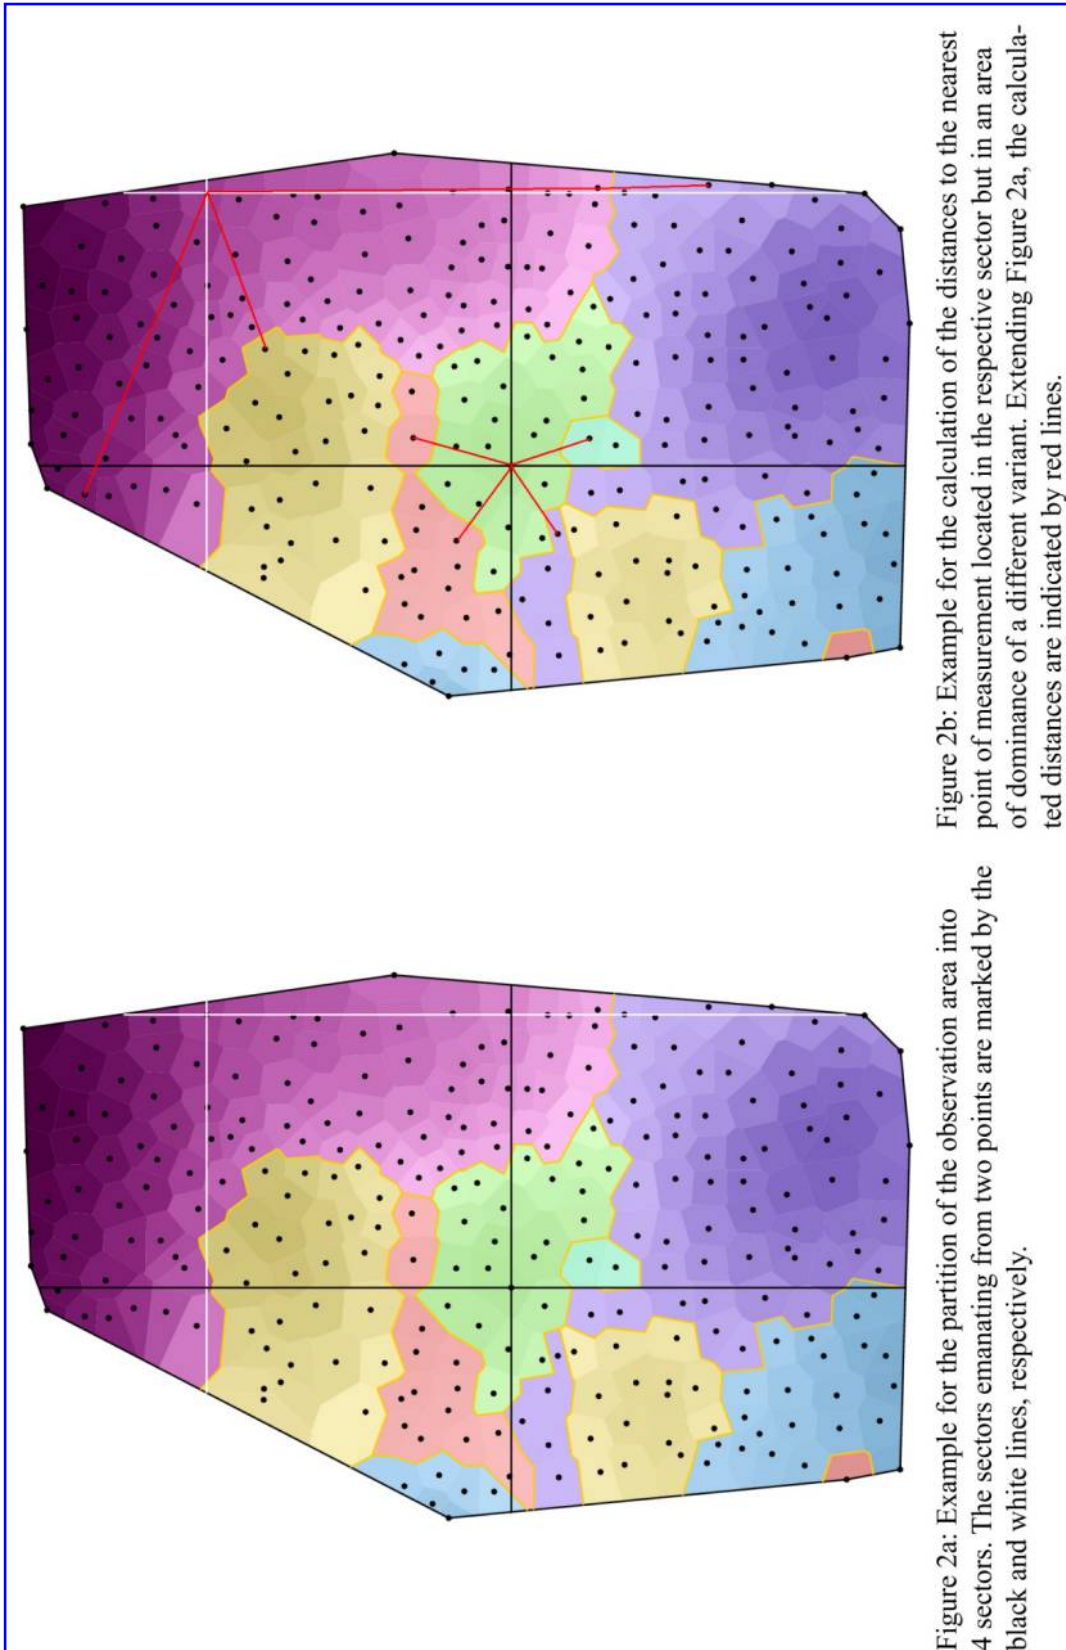 Figure 2a: Example for the partition of the observation area into
4 sectors. The sectors emanating from two points are marked by the
black and white lines, respectively.
Figure 2b: Example for the calculation of the distances to the nearest
point of measurement located in the respective sector but in an area
of dominance of a different variant. Extending Figure 2a, the calcula-
ted distances are indicated by red lines.